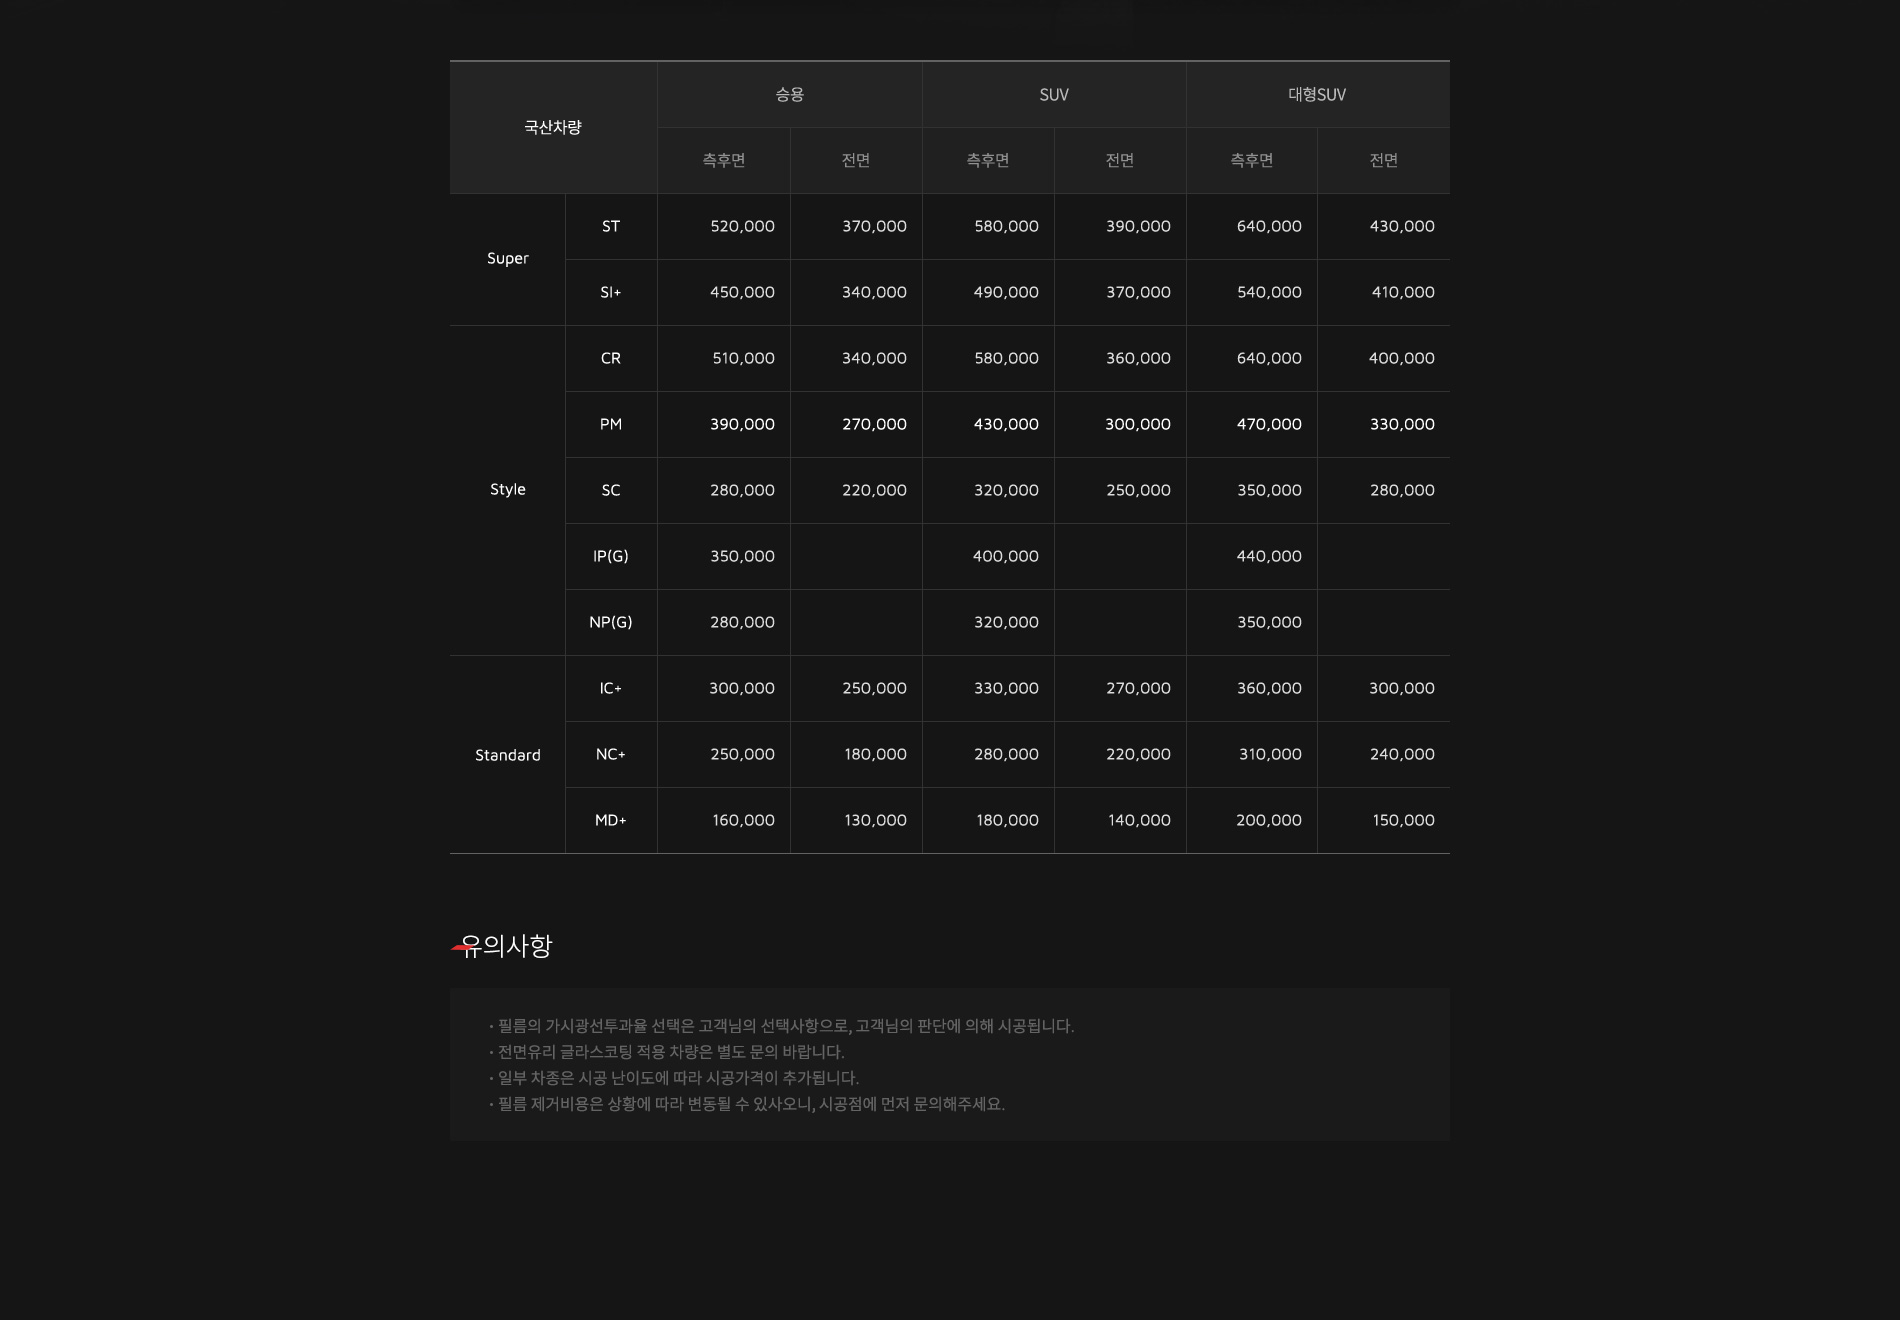 국산차량 승용 SUV 대형SUV
측후면 전면 측후면 전면 측후면 전면
Super ST 520,000 370,000 580,000 390,000 640,000 430,000
SI+ 450,000 340,000 490,000 370,000 540,000 410,000
Style CR 510,000 340,000 580,000 360,000 640,000 400,000
PM 390,000 270,000 430,000 300,000 470,000 330,000
SC 280,000 220,000 320,000 250,000 350,000 280,000
IP(G) 350,000 400,000 440,000
NP(G) 280,000 320,000 350,000
Standard IC+ 300,000 250,000 330,000 270,000 360,000 300,000
NC+ 250,000 180,000 280,000 220,000 310,000 240,000
MD+ 160,000 130,000 180,000 140,000 200,000 150,000
유의사항
· 필름의 가시광선투과율 선택은 고객님의 선택사항으로, 고객님의 판단에 의해 시공됩니다.
· 전면유리 글라스코팅 적용 차량은 별도 문의 바랍니다.
· 일부 차종은 시공 난이도에 따라 시공가격이 추가됩니다.
· 필름 제거비용은 상황에 따라 변동될 수 있사오니, 시공점에 먼저 문의해주세요.